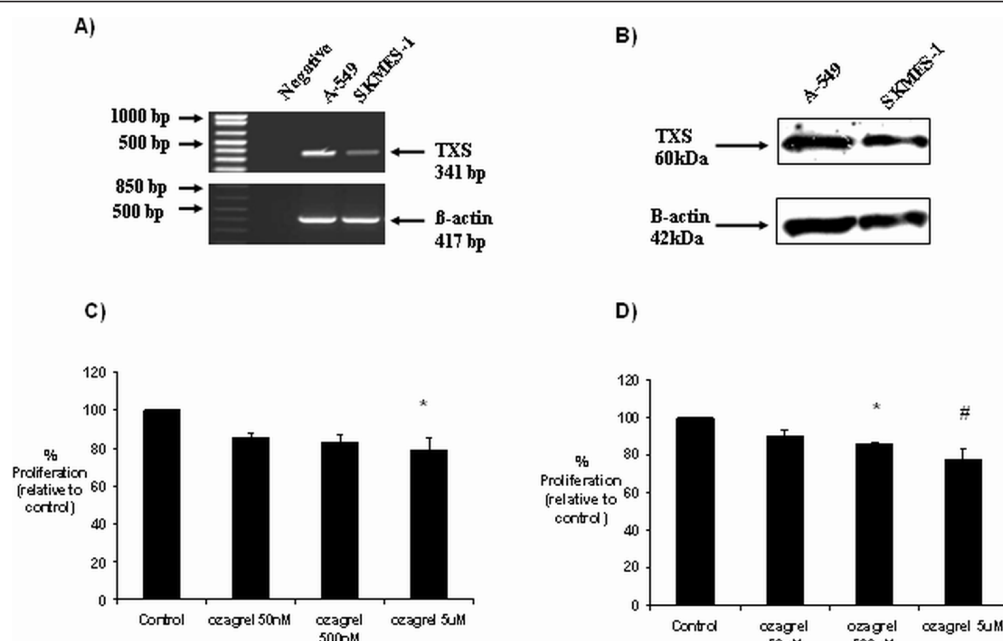 A)
Negative
A-549
SKMES-1
1000 bp
500 bp
TXS
341 bp
850 bp
500 bp
ß-actin
417 bp
B)
A-549
SKMES-1
TXS
60kDa
B-actin
42kDa
C)
120
100
80
60
40
20
0
%
Proliferation
(relative to
control)
*
Control
ozagrel 50nM
ozagrel
500nM
ozagrel 5uM
D)
120
100
80
60
40
20
0
%
Proliferation
(relative to
control)
*
#
Control
ozagrel
ozagrel
ozagrel 5uM